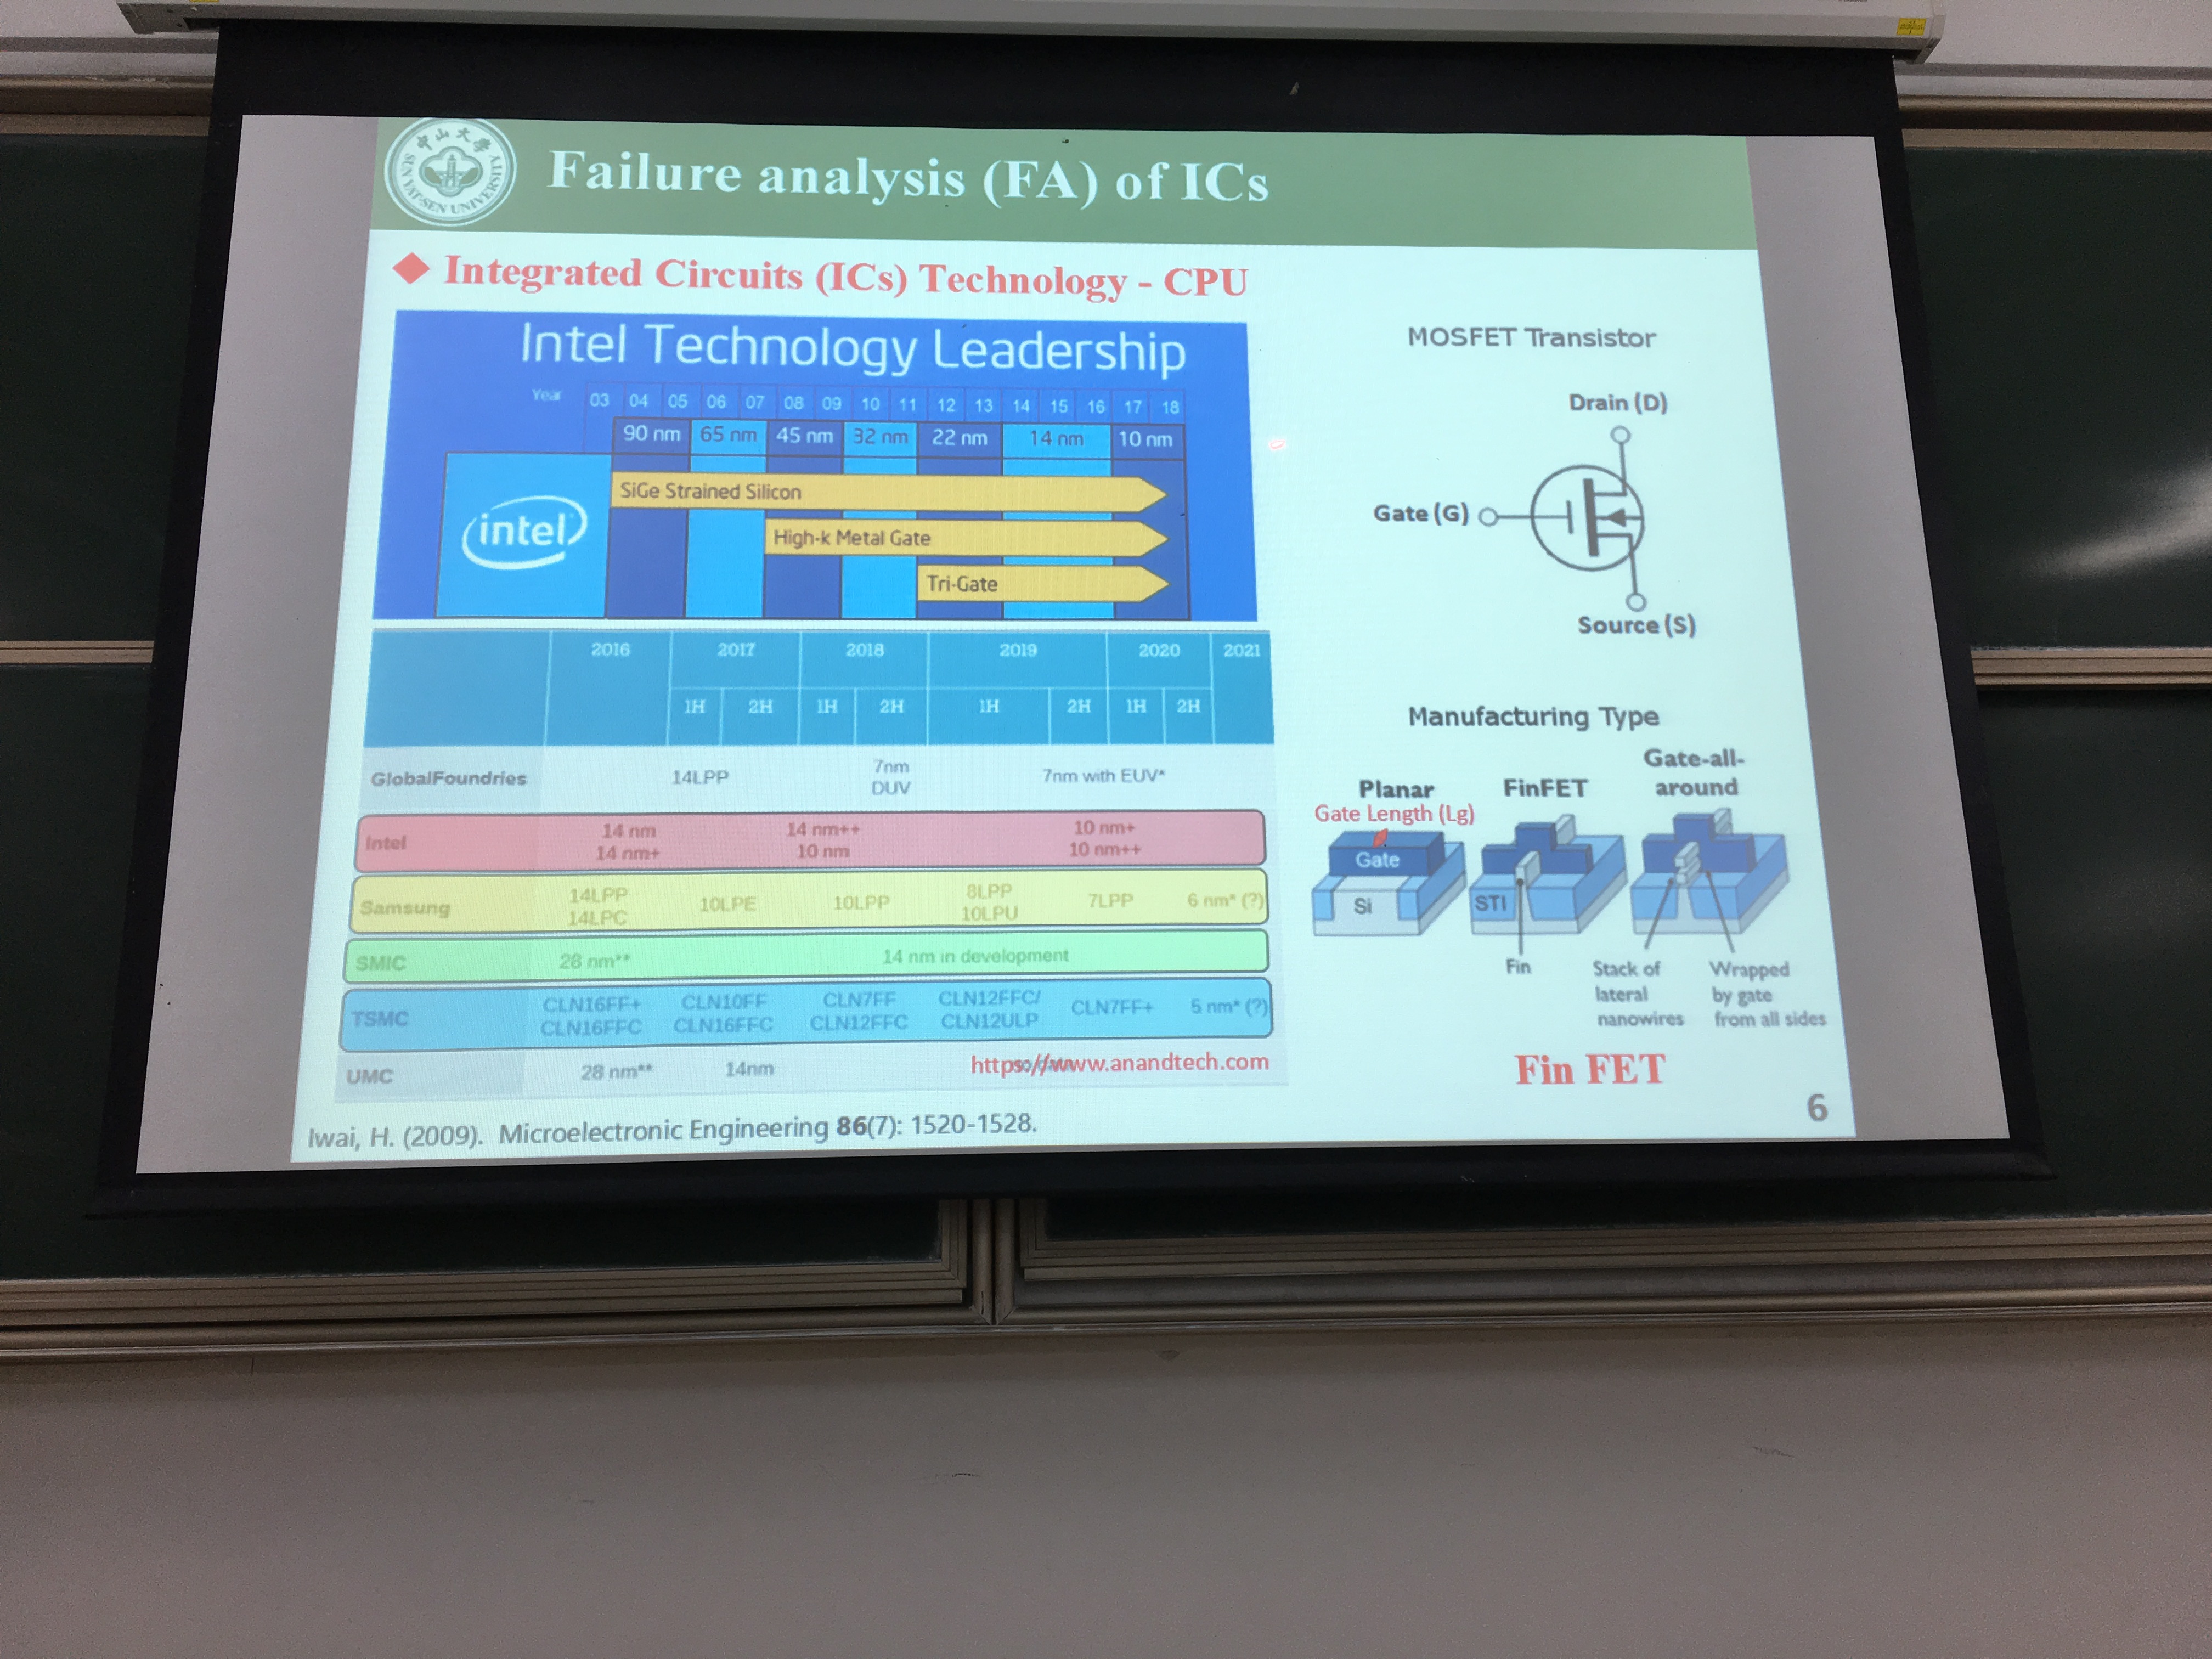 中山大學
SUN YAT-SEN UNIVERSITY
Failure analysis (FA) of ICs
Integrated Circuits (ICs) Technology - CPU
Intel Technology Leadership
Year 03 04 05 06 07 08 09 10 11 12 13 14 15 16 17 18
90 nm 65 nm 45 nm 32 nm 22 nm 14 nm 10 nm
intel
SiGe Strained Silicon
High-k Metal Gate
Tri-Gate
2016 2017 2018 2019 2020 2021
1H 2H 1H 2H 1H 2H 1H 2H
GlobalFoundries 14LPP 7nm DUV 7nm with EUV*
Intel 14 nm 14 nm+ 14 nm++ 10 nm 10 nm+ 10 nm++
Samsung 14LPP 14LPC 10LPE 10LPP 8LPP 10LPU 7LPP 6 nm* (?)
SMIC 28 nm** 14 nm in development
TSMC CLN16FF+ CLN16FFC CLN10FF CLN16FFC CLN7FF CLN12FFC CLN12FFC/ CLN12ULP CLN7FF+ 5 nm* (?)
UMC 28 nm** 14nm
https://www.anandtech.com
Iwai, H. (2009). Microelectronic Engineering 86(7): 1520-1528.
MOSFET Transistor
Drain (D)
Gate (G)
Source (S)
Manufacturing Type
Planar
Gate Length (Lg)
Gate
Si
FinFET
STI
Fin
Gate-all-
around
Stack of
lateral
nanowires
Wrapped
by gate
from all sides
Fin FET
6